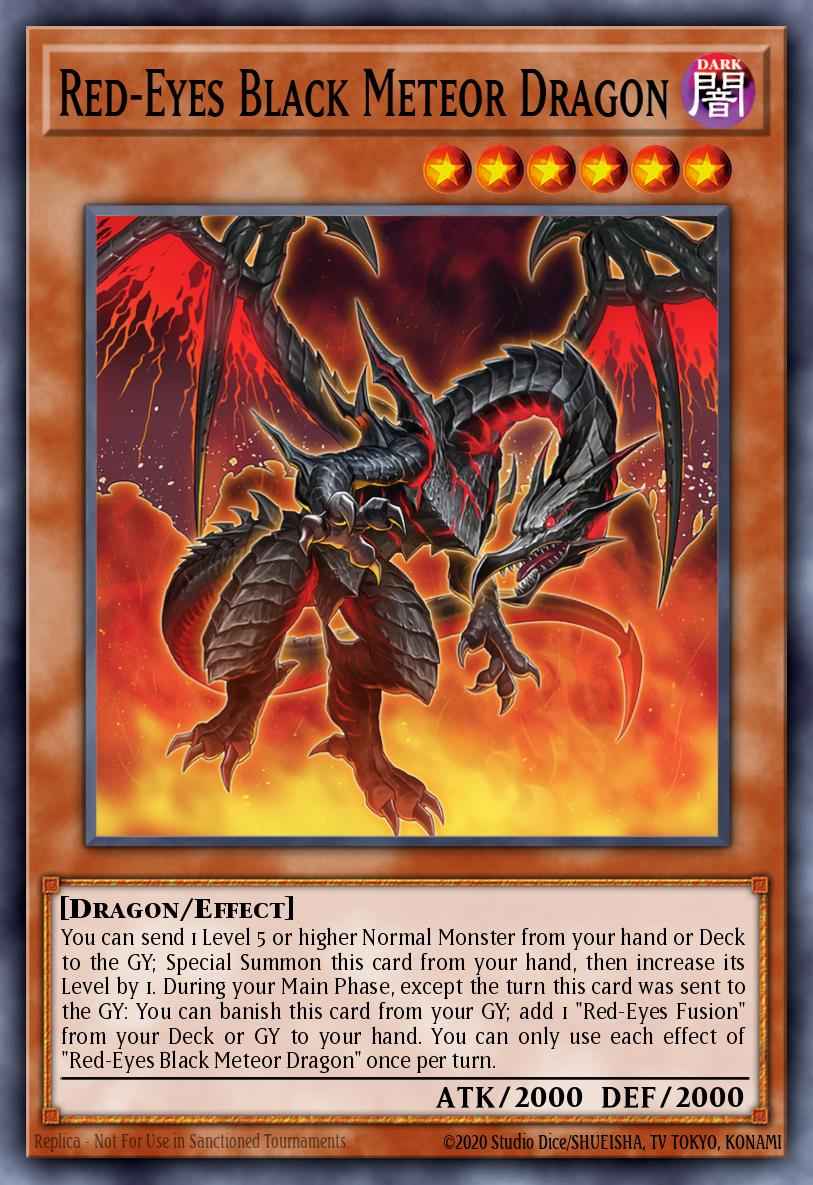 Red-Eyes Black Meteor Dragon
DARK
闇
[Dragon/Effect]
You can send 1 Level 5 or higher Normal Monster from your hand or Deck
to the GY; Special Summon this card from your hand, then increase its
Level by 1. During your Main Phase, except the turn this card was sent to
the GY: You can banish this card from your GY; add 1 "Red-Eyes Fusion"
from your Deck or GY to your hand. You can only use each effect of
"Red-Eyes Black Meteor Dragon" once per turn.
ATK/2000 DEF/2000
Replica - Not For Use in Sanctioned Tournaments.
©2020 Studio Dice/SHUEISHA, TV TOKYO, KONAMI